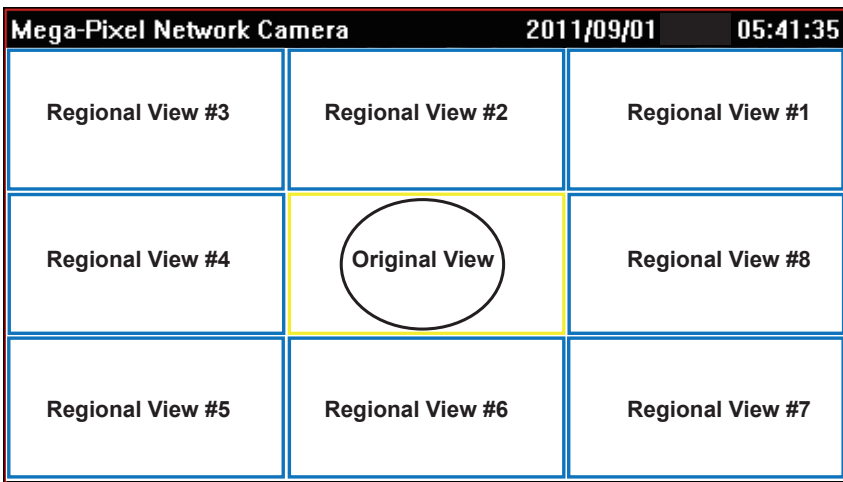 Mega-Pixel Network Camera 2011/09/01 05:41:35
Regional View #3 Regional View #2 Regional View #1
Regional View #4 Original View Regional View #8
Regional View #5 Regional View #6 Regional View #7